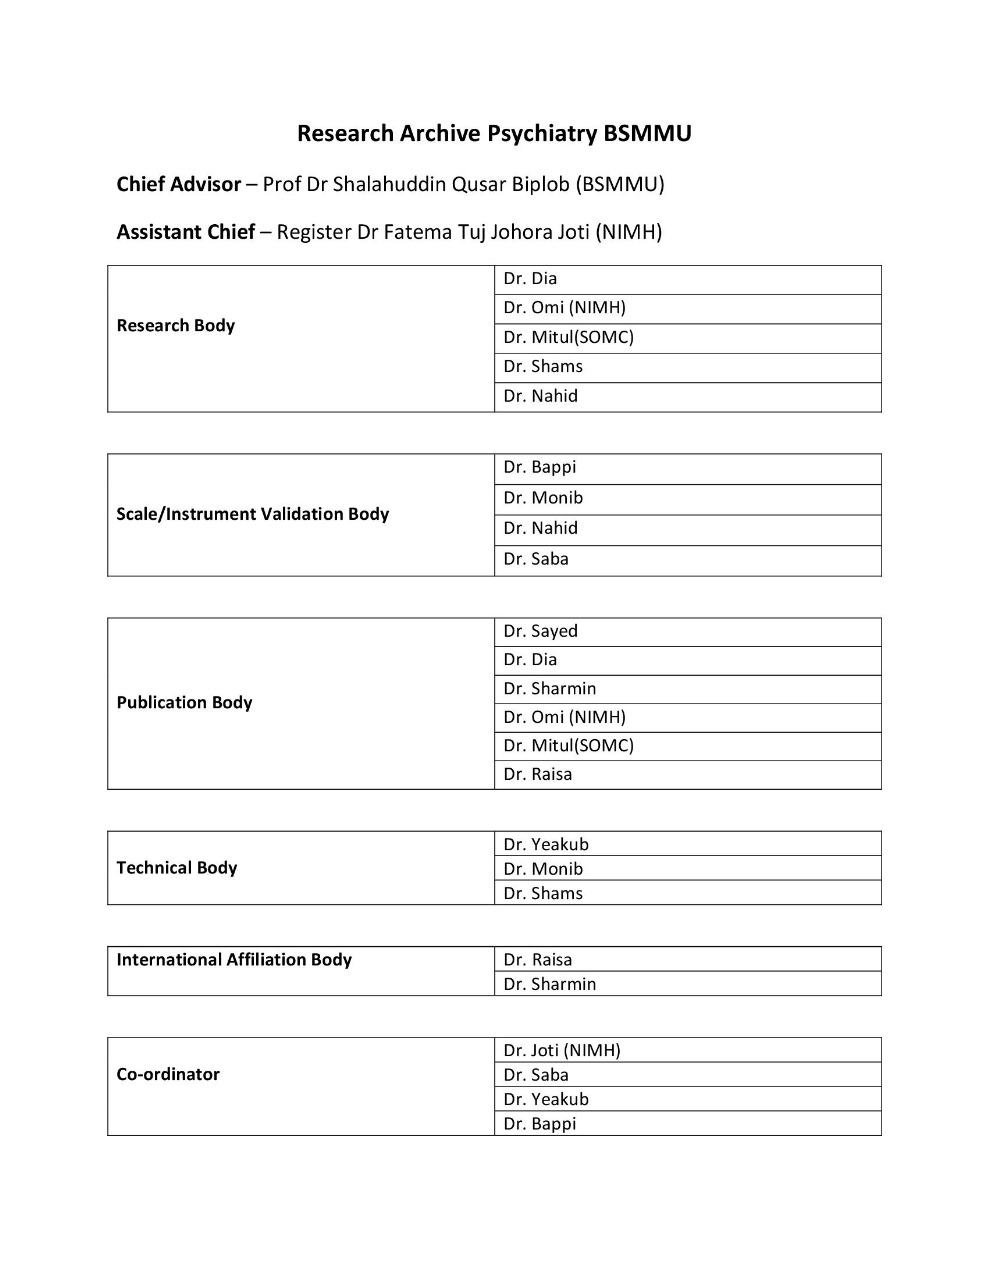 Research Archive Psychiatry BSMMU
Chief Advisor – Prof Dr Shalahuddin Qusar Biplob (BSMMU)
Assistant Chief – Register Dr Fatema Tuj Johora Joti (NIMH)
Research Body
Dr. Dia
Dr. Omi (NIMH)
Dr. Mitul(SOMC)
Dr. Shams
Dr. Nahid
Scale/Instrument Validation Body
Dr. Bappi
Dr. Monib
Dr. Nahid
Dr. Saba
Publication Body
Dr. Sayed
Dr. Dia
Dr. Sharmin
Dr. Omi (NIMH)
Dr. Mitul(SOMC)
Dr. Raisa
Technical Body
Dr. Yeakub
Dr. Monib
Dr. Shams
International Affiliation Body
Dr. Raisa
Dr. Sharmin
Co-ordinator
Dr. Joti (NIMH)
Dr. Saba
Dr. Yeakub
Dr. Bappi